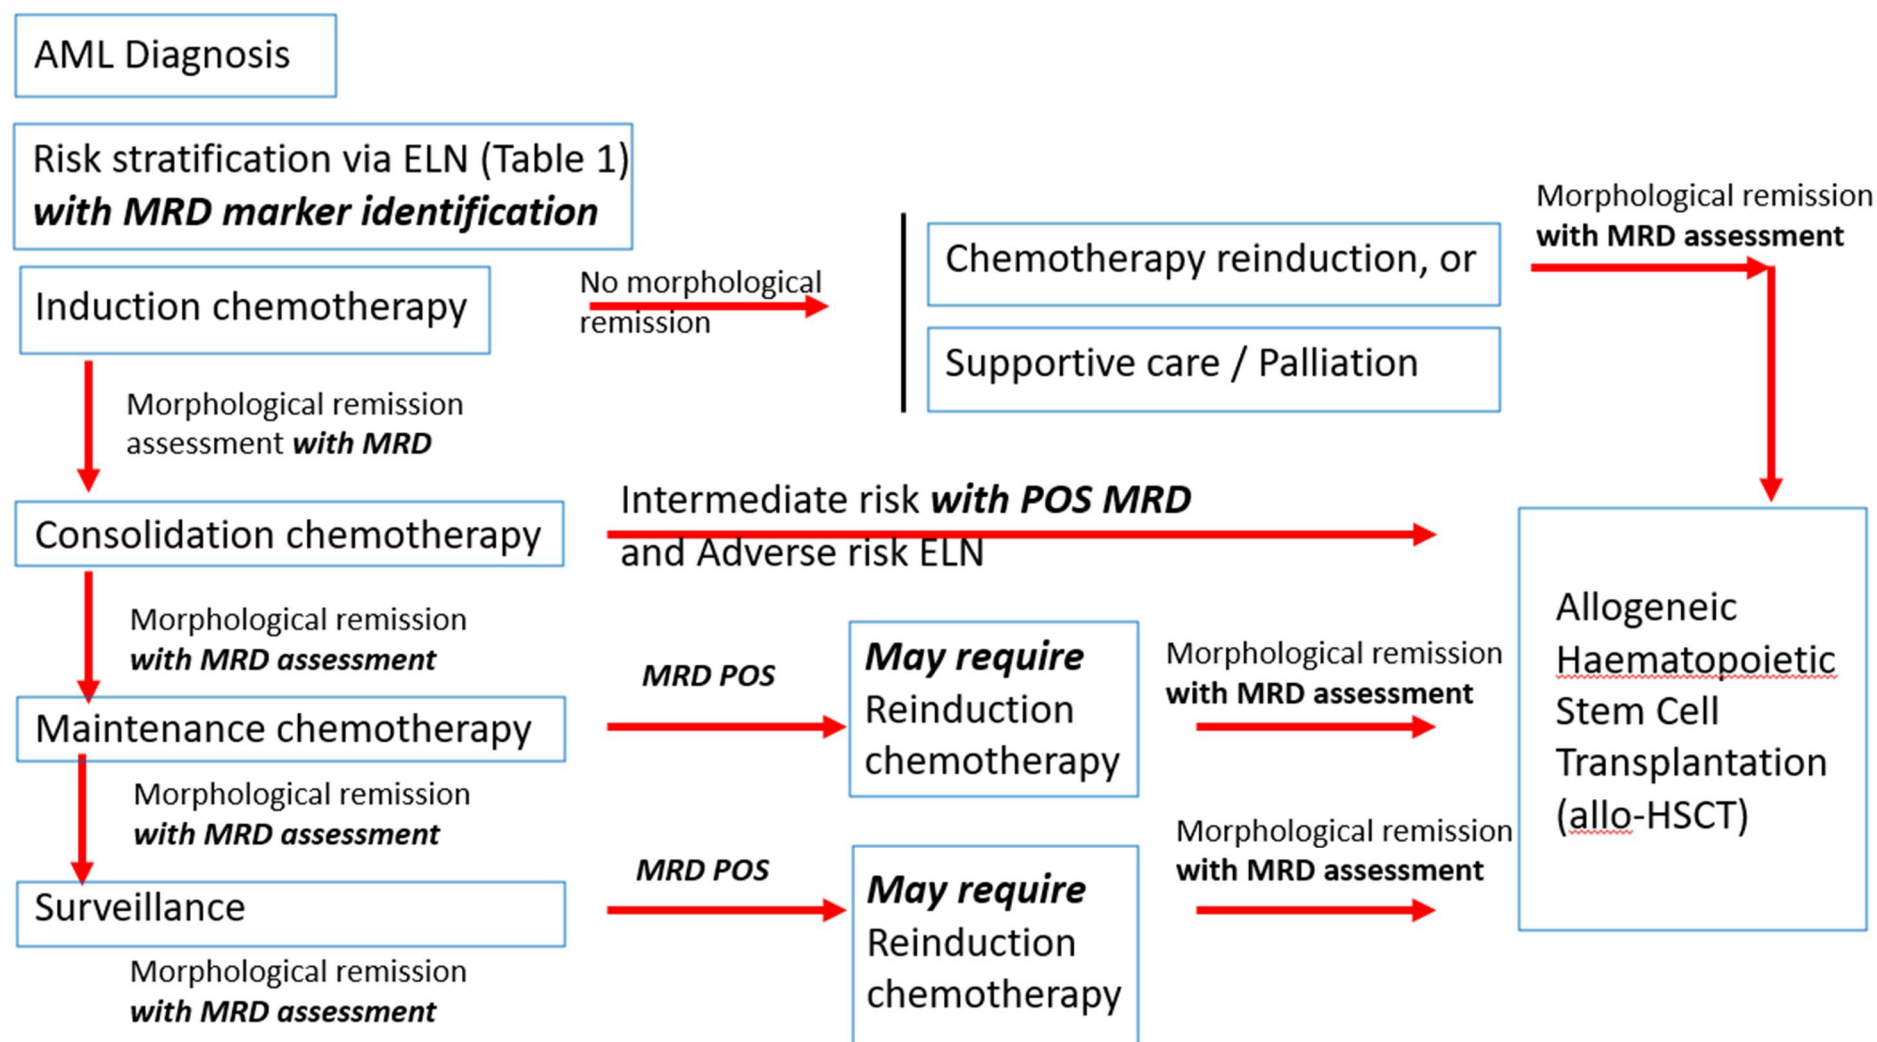 AML Diagnosis
Risk stratification via ELN (Table 1)
with MRD marker identification
Induction chemotherapy
No morphological
remission
Chemotherapy reinduction, or
Supportive care / Palliation
Morphological remission
with MRD assessment
Morphological remission
assessment with MRD
Consolidation chemotherapy
Intermediate risk with POS MRD
and Adverse risk ELN
Morphological remission
with MRD assessment
Maintenance chemotherapy
MRD POS
May require
Reinduction
chemotherapy
Morphological remission
with MRD assessment
Morphological remission
with MRD assessment
Surveillance
MRD POS
May require
Reinduction
chemotherapy
Morphological remission
with MRD assessment
Morphological remission
with MRD assessment
Allogeneic
Haematopoietic
Stem Cell
Transplantation
(allo-HSCT)